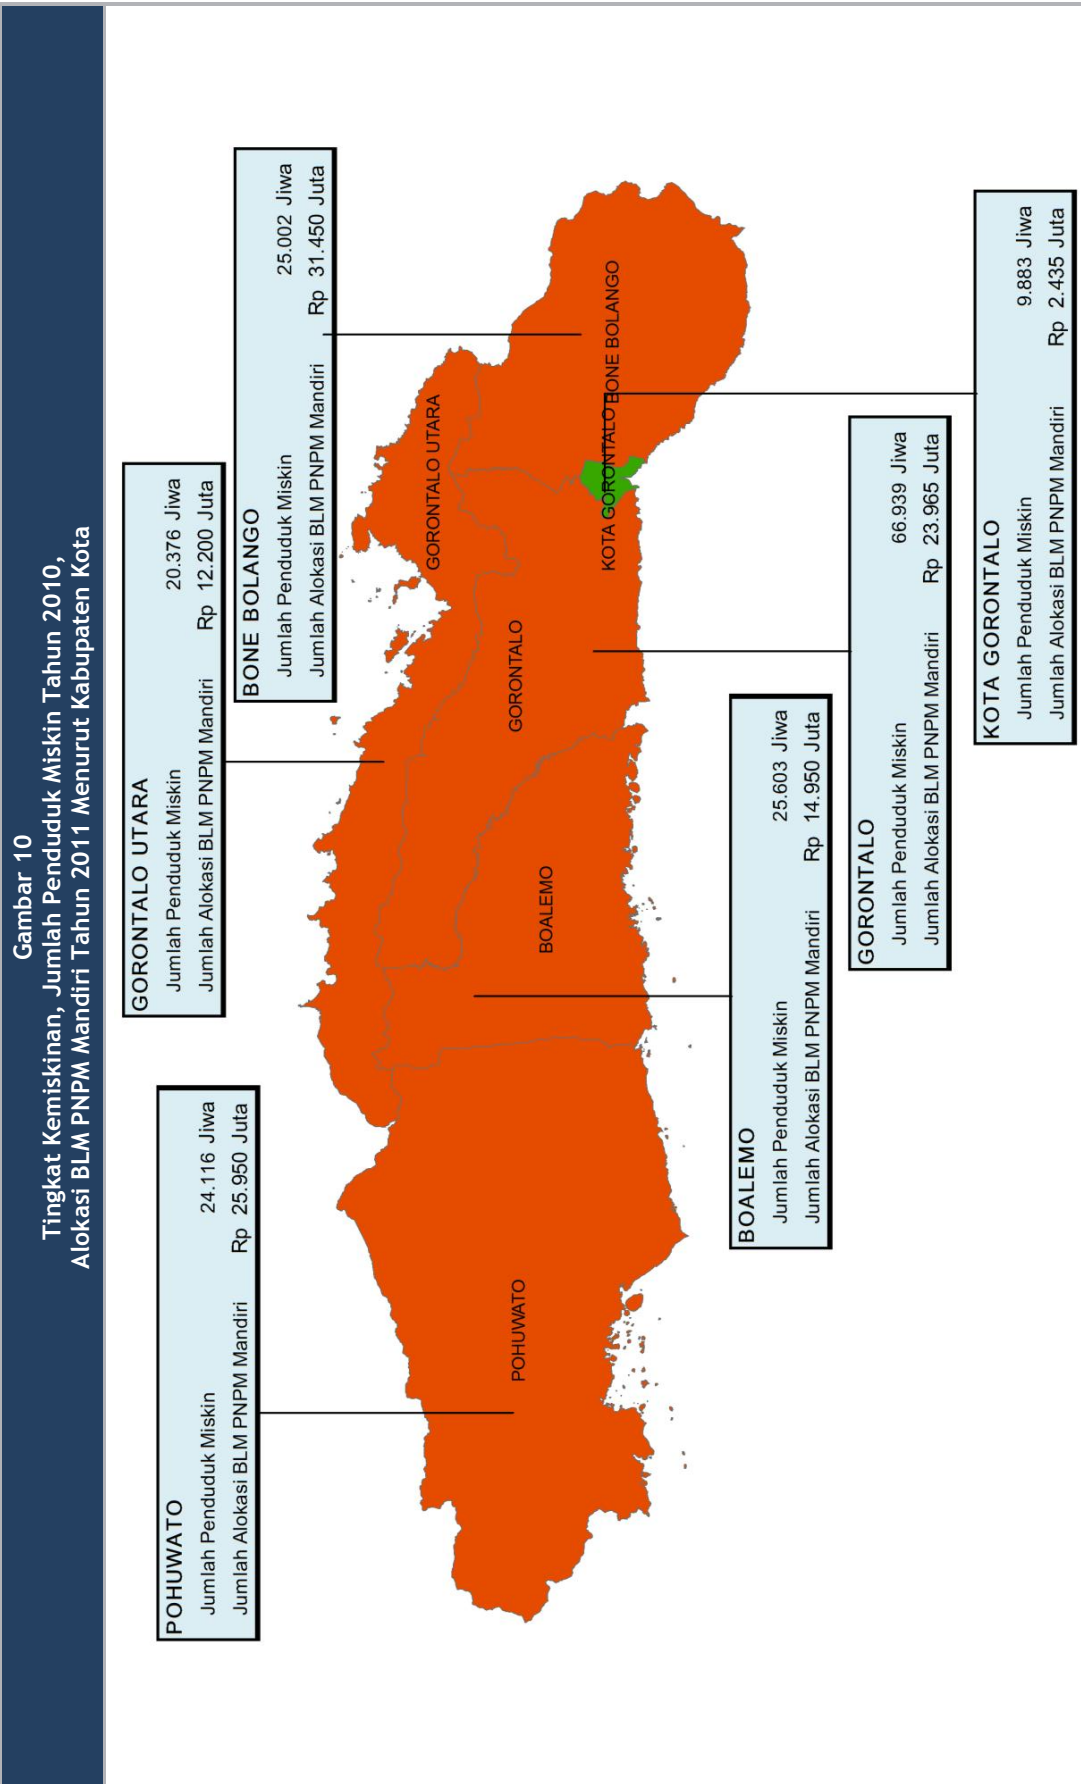 Gambar 10
Tingkat Kemiskinan, Jumlah Penduduk Miskin Tahun 2010,
Alokasi BLM PNPM Mandiri Tahun 2011 Menurut Kabupaten Kota
POHUWATO
Jumlah Penduduk Miskin 24.116 Jiwa
Jumlah Alokasi BLM PNPM Mandiri Rp 25.950 Juta
GORONTALO UTARA
Jumlah Penduduk Miskin 20.376 Jiwa
Jumlah Alokasi BLM PNPM Mandiri Rp 12.200 Juta
BONE BOLANGO
Jumlah Penduduk Miskin 25.002 Jiwa
Jumlah Alokasi BLM PNPM Mandiri Rp 31.450 Juta
GORONTALO UTARA
POHUWATO
BOALEMO
GORONTALO
KOTA GORONTALO
BONE BOLANGO
BOALEMO
Jumlah Penduduk Miskin 25.603 Jiwa
Jumlah Alokasi BLM PNPM Mandiri Rp 14.950 Juta
GORONTALO
Jumlah Penduduk Miskin 66.939 Jiwa
Jumlah Alokasi BLM PNPM Mandiri Rp 23.965 Juta
KOTA GORONTALO
Jumlah Penduduk Miskin 9.883 Jiwa
Jumlah Alokasi BLM PNPM Mandiri Rp 2.435 Juta